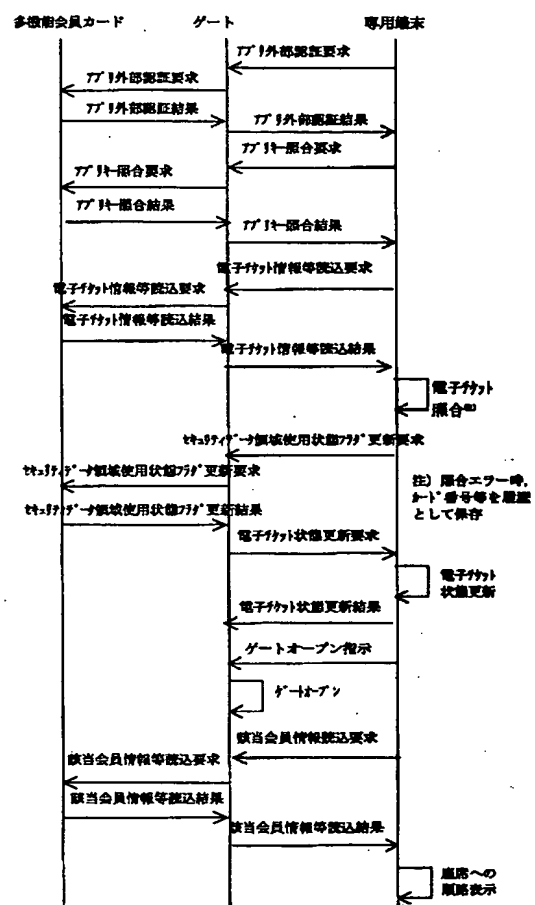 多機能会員カード ゲート 専用端末
アプリ外部認証要求
アプリ外部認証要求
アプリ外部認証結果
アプリ外部認証結果
アプリキー照合要求
アプリキー照合要求
アプリキー照合結果
アプリキー照合結果
電子チケット情報等読込要求
電子チケット情報等読込要求
電子チケット情報等読込結果
電子チケット情報等読込結果
電子チケット
照合注)
セキュリティデータ領域使用状態フラグ更新要求
セキュリティデータ領域使用状態フラグ更新要求
注) 照合エラー時,
カード番号等を履歴
として保存
セキュリティデータ領域使用状態フラグ更新結果
電子チケット状態更新要求
電子チケット
状態更新
電子チケット状態更新結果
ゲートオープン指示
ゲートオープン
該当会員情報読込要求
該当会員情報等読込要求
該当会員情報等読込結果
該当会員情報等読込結果
座席への
順路表示